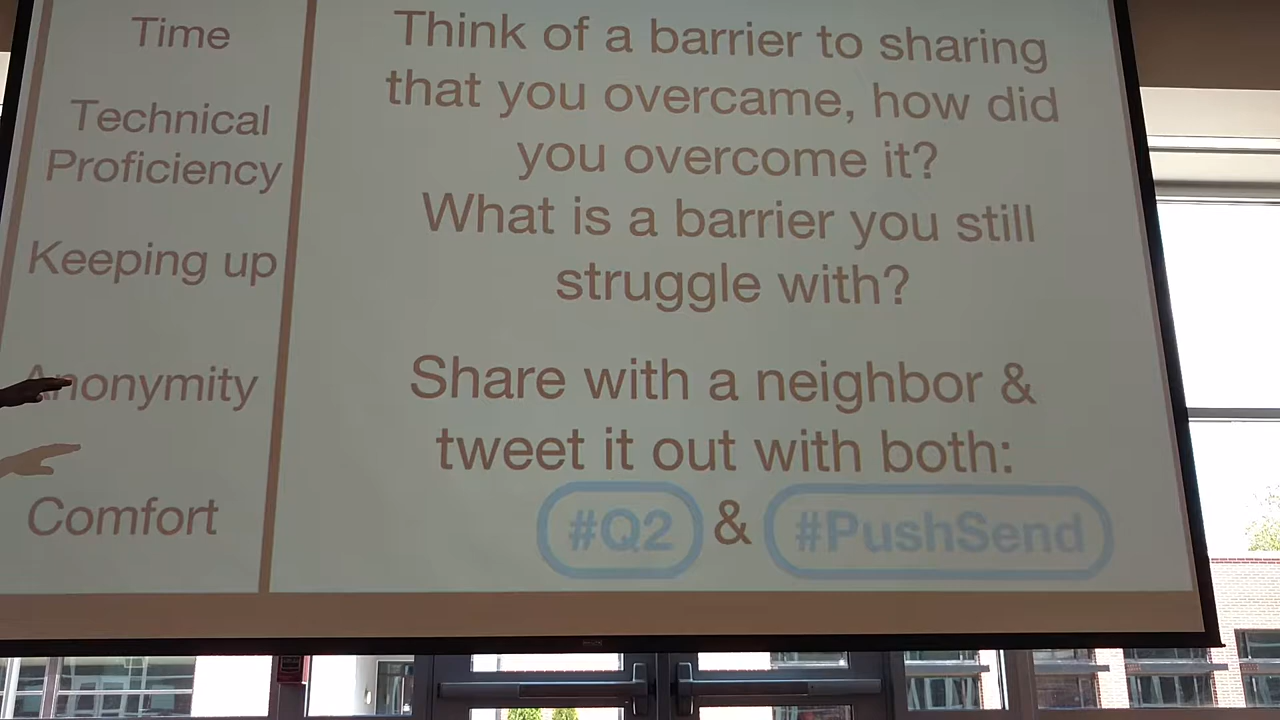 Time
Technical
Proficiency
Keeping up
Anonymity
Comfort
Think of a barrier to sharing
that you overcame, how did
you overcome it?
What is a barrier you still
struggle with?
Share with a neighbor &
tweet it out with both:
#Q2 & #PushSend